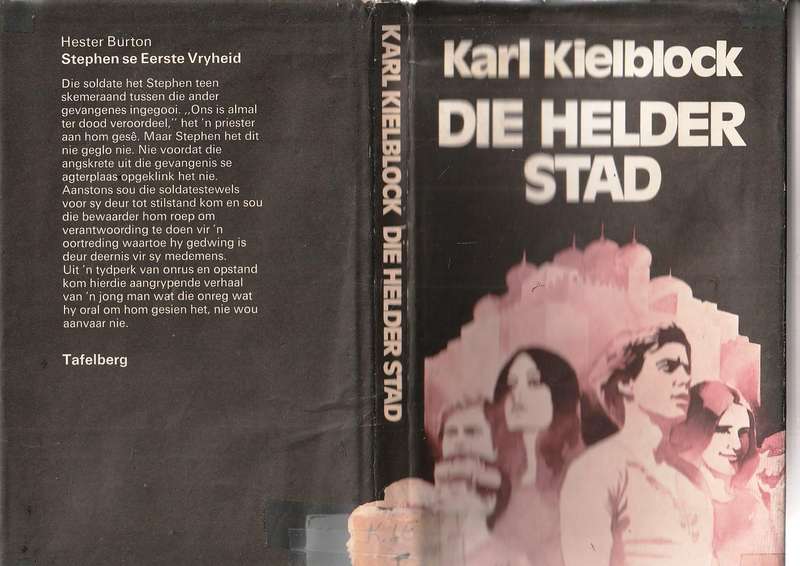 Hester Burton
Stephen se Eerste Vryheid
Die soldate het Stephen teen
skemeraand tussen die ander
gevangenes ingegooi. ,,Ons is almal
ter dood veroordeel,” het 'n priester
aan hom gesê. Maar Stephen het dit
nie geglo nie. Nie voordat die
angskrete uit die gevangenis se
agterplaas opgeklink het nie.
Aanstons sou die soldatestewels
voor sy deur tot stilstand kom en sou
die bewaarder hom roep om
verantwoording te doen vir 'n
oortreding waartoe hy gedwing is
deur deernis vir sy medemens.
Uit 'n tydperk van onrus en opstand
kom hierdie aangrypende verhaal
van 'n jong man wat die onreg wat
hy oral om hom gesien het, nie wou
aanvaar nie.
Tafelberg
KARL KIELBLOCK DIE HELDER STAD
Karl Kielblock
DIE HELDER
STAD